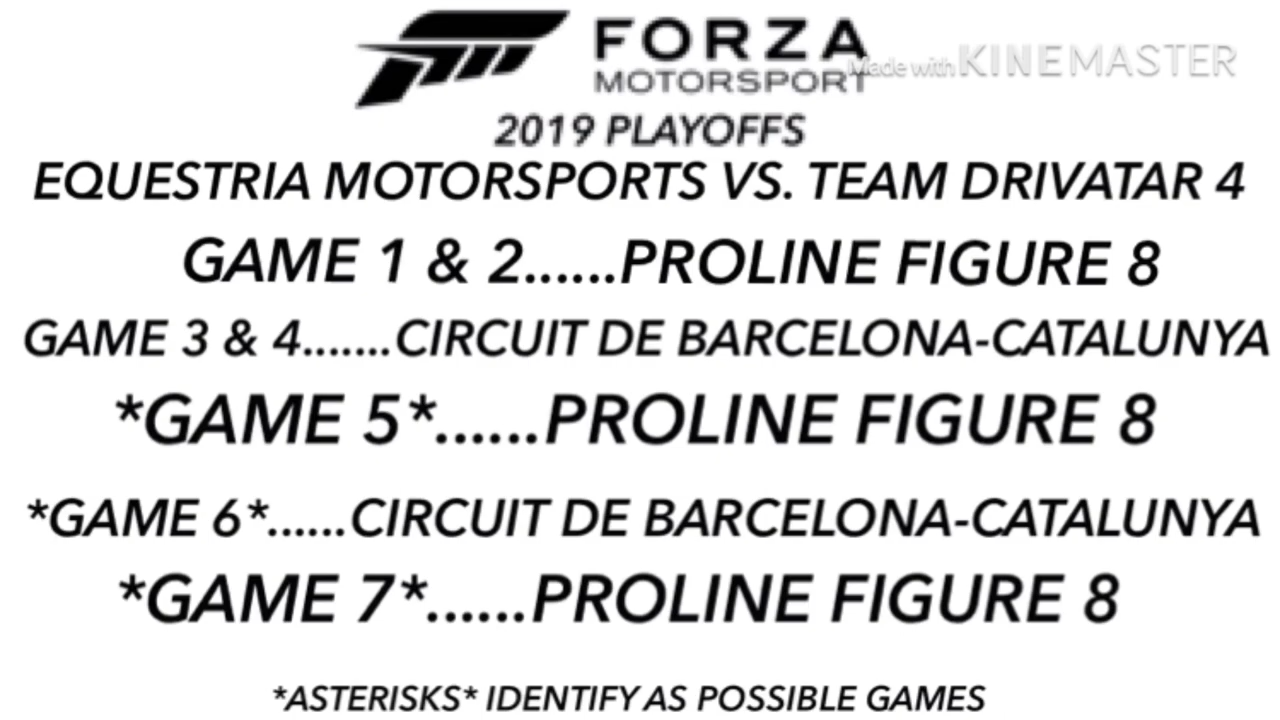 FORZA
MOTORSPORT
Made with KINEMASTER
2019 PLAYOFFS
EQUESTRIA MOTORSPORTS VS. TEAM DRIVATAR 4
GAME 1 & 2......PROLINE FIGURE 8
GAME 3 & 4.......CIRCUIT DE BARCELONA-CATALUNYA
*GAME 5*......PROLINE FIGURE 8
*GAME 6*......CIRCUIT DE BARCELONA-CATALUNYA
*GAME 7*......PROLINE FIGURE 8
*ASTERISKS* IDENTIFY AS POSSIBLE GAMES